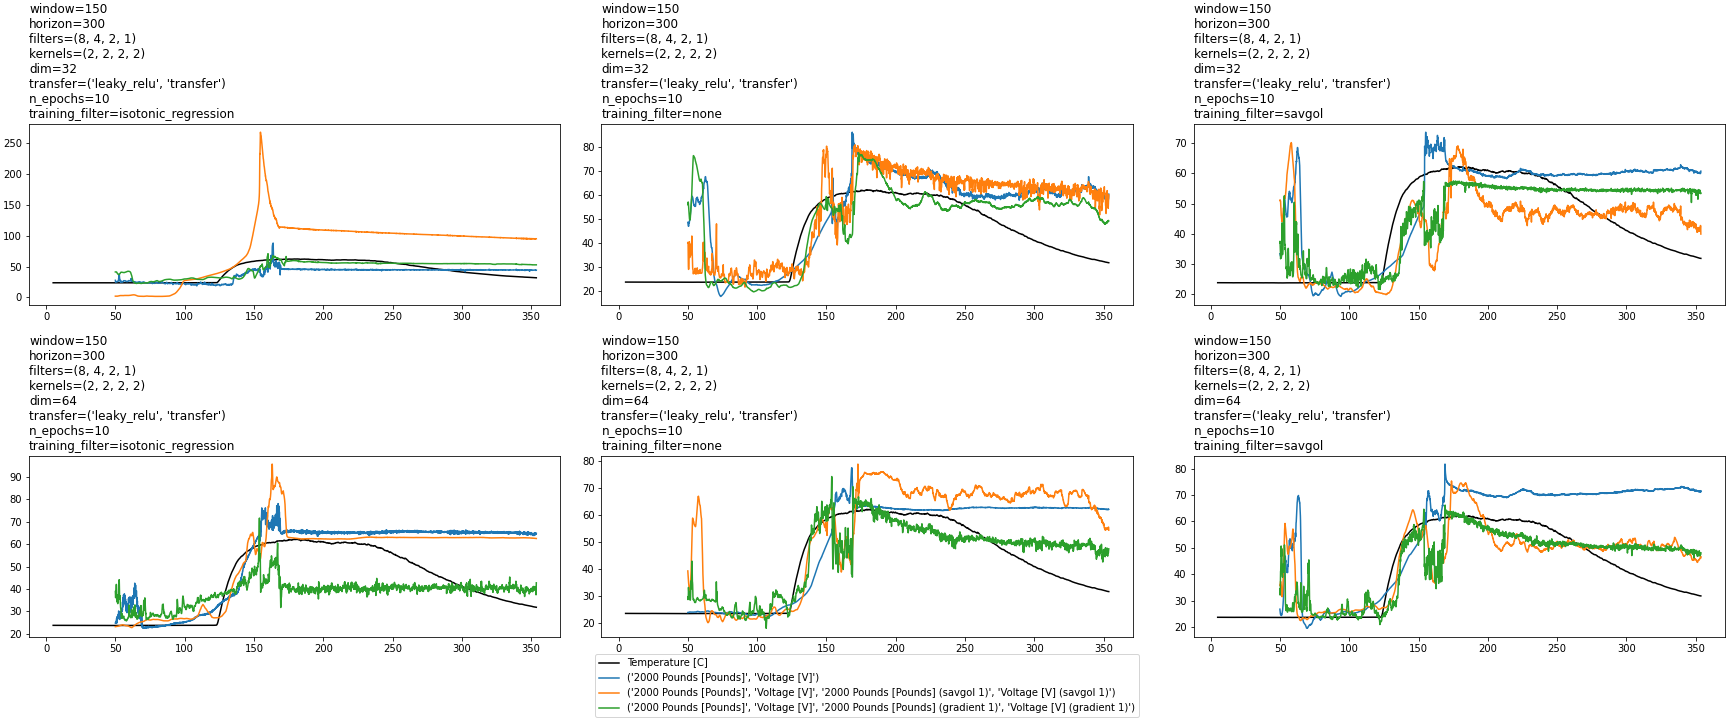 window=150
horizon=300
filters=(8, 4, 2, 1)
kernels=(2, 2, 2, 2)
dim=32
transfer=('leaky_relu', 'transfer')
n_epochs=10
training_filter=isotonic_regression
250
200
150
100
50
0
0 50 100 150 200 250 300 350
window=150
horizon=300
filters=(8, 4, 2, 1)
kernels=(2, 2, 2, 2)
dim=32
transfer=('leaky_relu', 'transfer')
n_epochs=10
training_filter=none
80
70
60
50
40
30
20
0 50 100 150 200 250 300 350
window=150
horizon=300
filters=(8, 4, 2, 1)
kernels=(2, 2, 2, 2)
dim=32
transfer=('leaky_relu', 'transfer')
n_epochs=10
training_filter=savgol
70
60
50
40
30
20
0 50 100 150 200 250 300 350
window=150
horizon=300
filters=(8, 4, 2, 1)
kernels=(2, 2, 2, 2)
dim=64
transfer=('leaky_relu', 'transfer')
n_epochs=10
training_filter=isotonic_regression
90
80
70
60
50
40
30
20
0 50 100 150 200 250 300 350
window=150
horizon=300
filters=(8, 4, 2, 1)
kernels=(2, 2, 2, 2)
dim=64
transfer=('leaky_relu', 'transfer')
n_epochs=10
training_filter=none
80
70
60
50
40
30
20
0 50 100 150 200 250 300 350
window=150
horizon=300
filters=(8, 4, 2, 1)
kernels=(2, 2, 2, 2)
dim=64
transfer=('leaky_relu', 'transfer')
n_epochs=10
training_filter=savgol
80
70
60
50
40
30
20
0 50 100 150 200 250 300 350
Temperature [C]
('2000 Pounds [Pounds]', 'Voltage [V]')
('2000 Pounds [Pounds]', 'Voltage [V]', '2000 Pounds [Pounds] (savgol 1)', 'Voltage [V] (savgol 1)')
('2000 Pounds [Pounds]', 'Voltage [V]', '2000 Pounds [Pounds] (gradient 1)', 'Voltage [V] (gradient 1)')